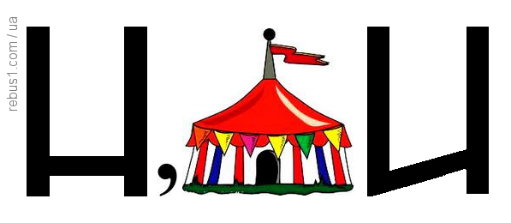 rebus1.com / ua
Н , И